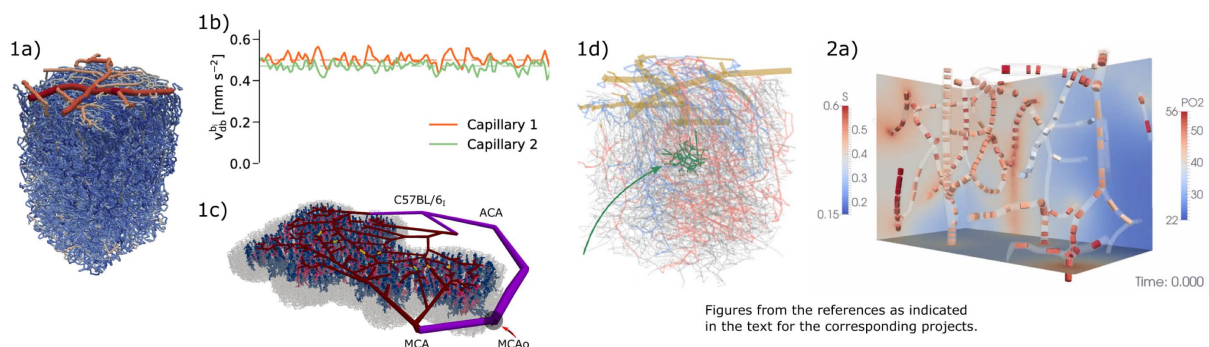 1a)
1b)
0.6
0.4
0.2
0.0
v_db^b_i [mm s⁻²]
Capillary 1
Capillary 2
1c)
C57BL/6_I
ACA
MCA
MCAo
1d)
2a)
S
0.6
0.5
0.4
0.3
0.2
0.15
PO2
56
50
40
30
22
Time: 0.000
Figures from the references as indicated
in the text for the corresponding projects.